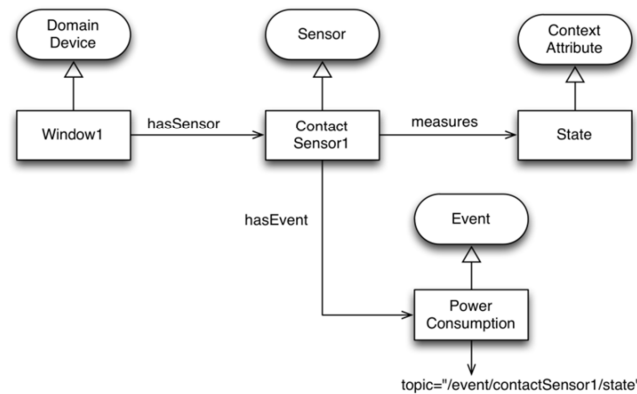 Domain
Device
Sensor
Context
Attribute
Window1
hasSensor
Contact
Sensor1
measures
State
hasEvent
Event
Power
Consumption
topic="/event/contactSensor1/state"